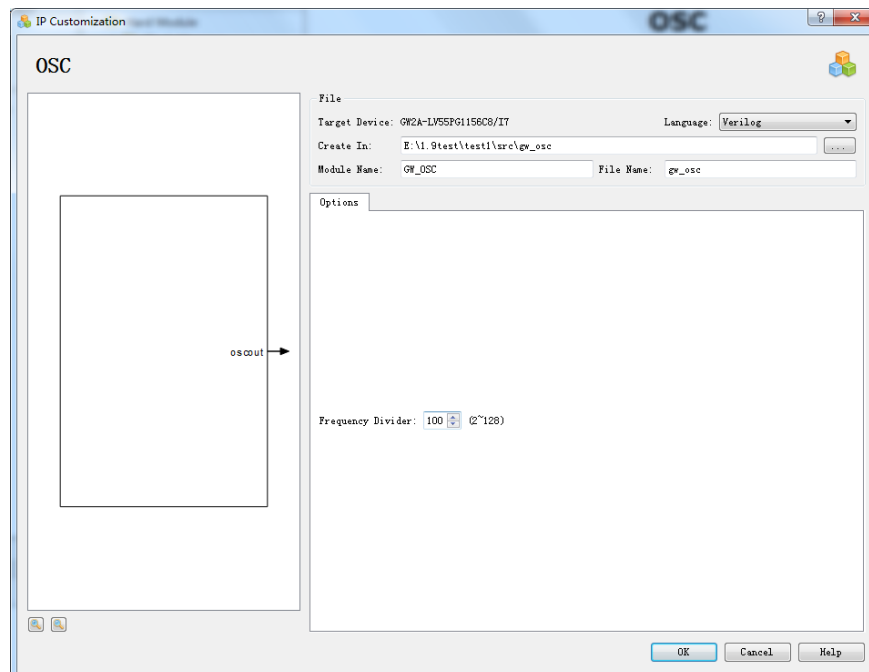 IP Customization
OSC
OSC
File
Target Device: GW2A-LV55PG1156C8/I7 Language: Verilog
Create In: E:\1.9test\test1\src\gw_osc ...
Module Name: GW_OSC File Name: gw_osc
Options
oscout
Frequency Divider: 100 (2~128)
OK Cancel Help